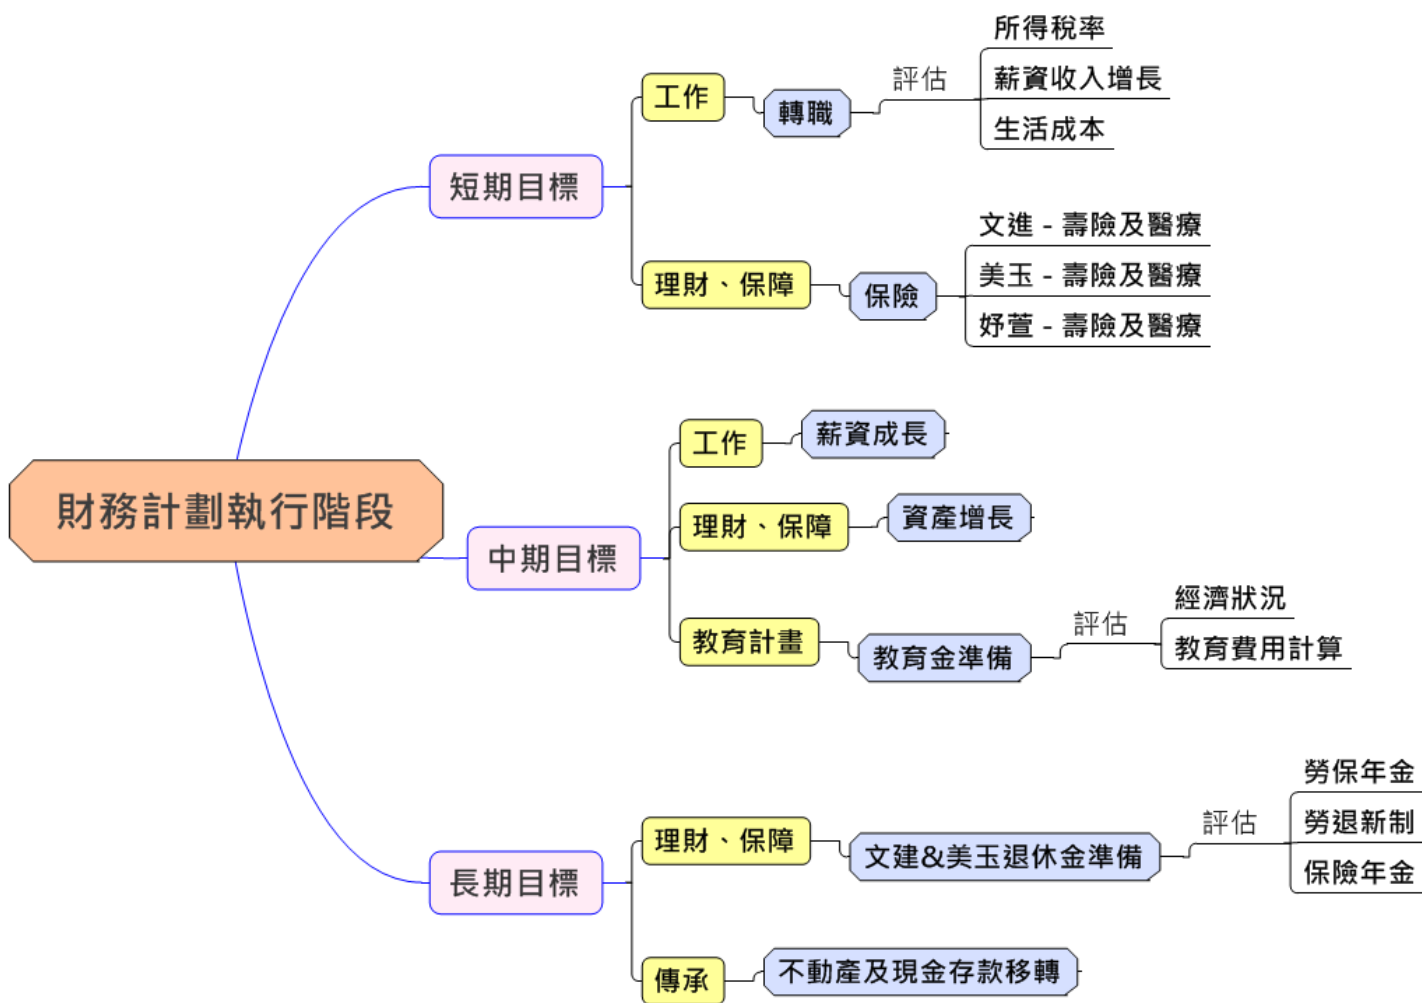 財務計劃執行階段
短期目標
工作
轉職
評估
所得稅率
薪資收入增長
生活成本
理財、保障
保險
文進 - 壽險及醫療
美玉 - 壽險及醫療
妤萱 - 壽險及醫療
中期目標
工作
薪資成長
理財、保障
資產增長
教育計畫
教育金準備
評估
經濟狀況
教育費用計算
長期目標
理財、保障
文建&美玉退休金準備
評估
勞保年金
勞退新制
保險年金
傳承
不動產及現金存款移轉